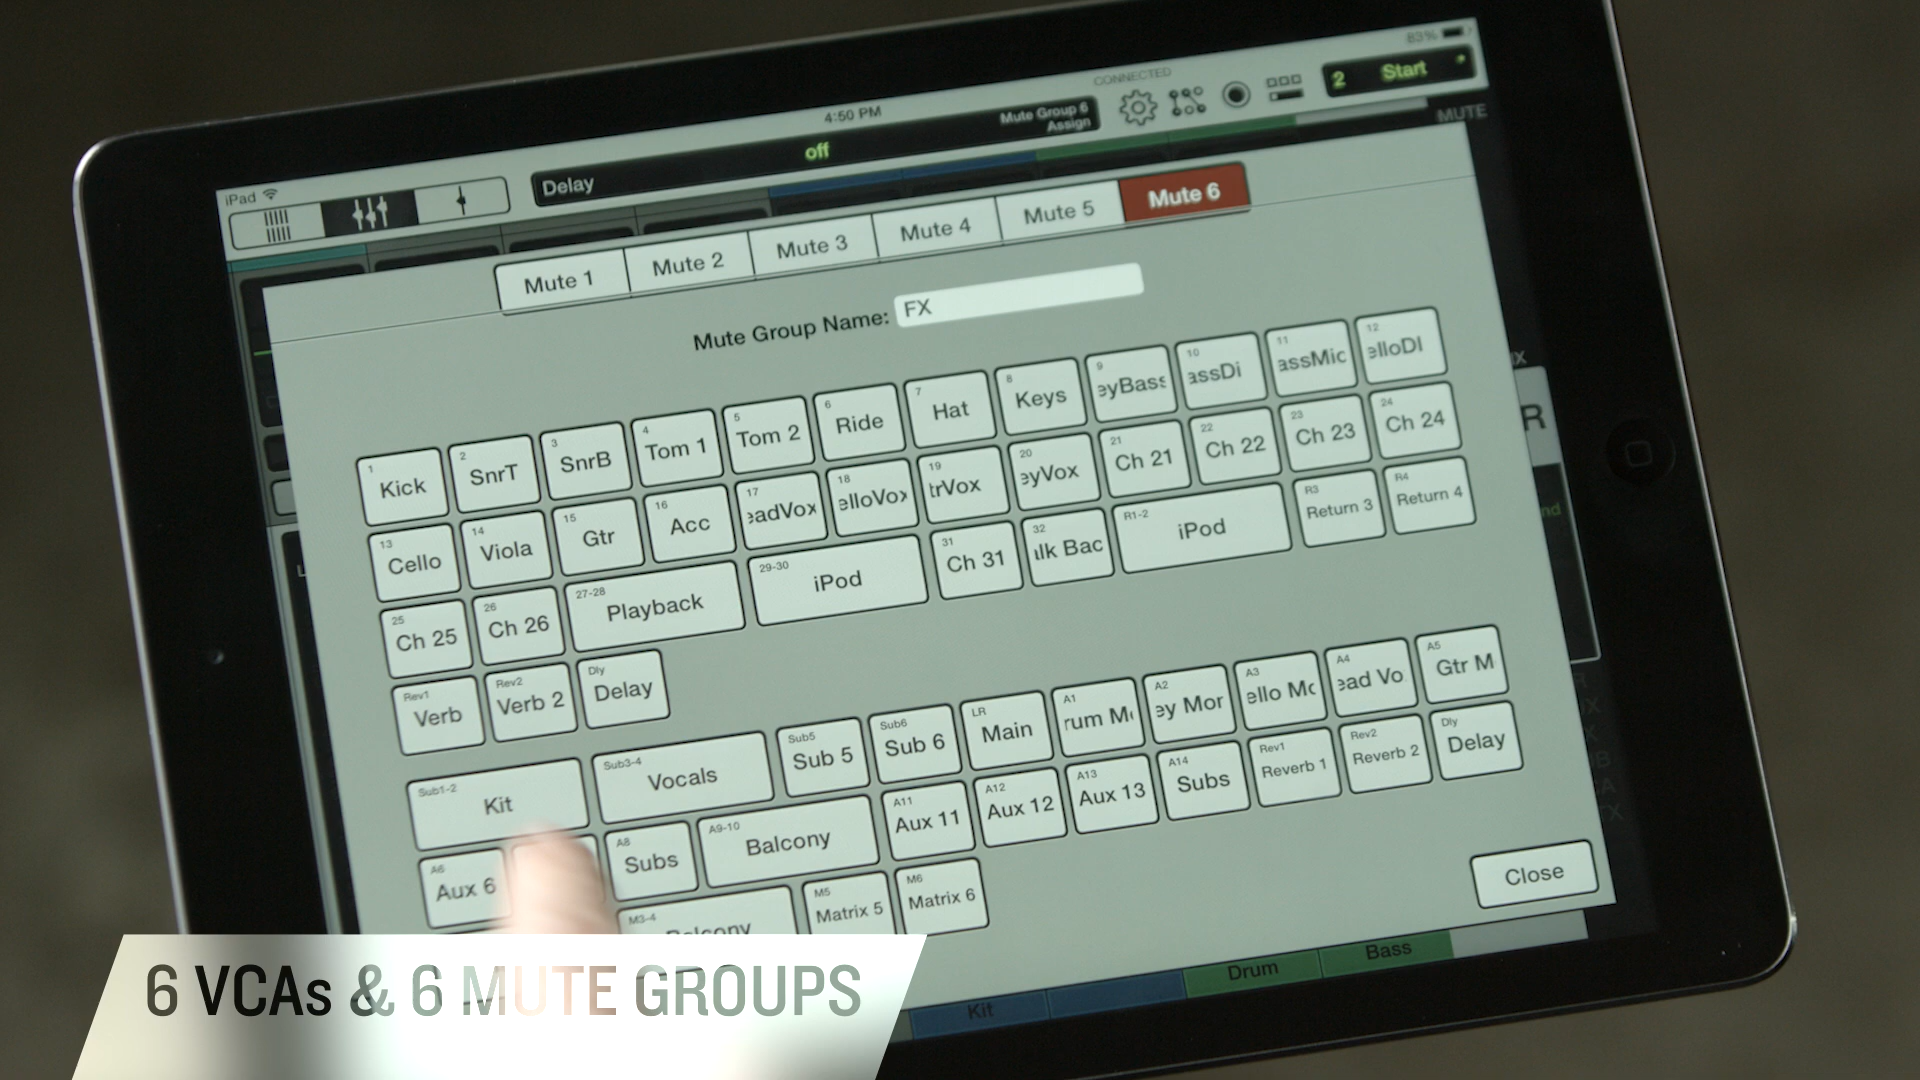 83%
CONNECTED
2 Start *
4:50 PM
Mute Group 6
Assign
off
MUTE
iPad
Delay
Mute 1
Mute 2
Mute 3
Mute 4
Mute 5
Mute 6
Mute Group Name: FX
1 Kick
2 SnrT
3 SnrB
4 Tom 1
5 Tom 2
6 Ride
7 Hat
8 Keys
9 eyBass
10 assDi
11 assMic
12 elloDI
13 Cello
14 Viola
15 Gtr
16 Acc
17 eadVox
18 elloVox
19 trVox
20 eyVox
21 Ch 21
22 Ch 22
23 Ch 23
24 Ch 24
25 Ch 25
26 Ch 26
27-28 Playback
29-30 iPod
31 Ch 31
32 alk Bac
R1-2 iPod
R3 Return 3
R4 Return 4
Rev1 Verb
Rev2 Verb 2
Dly Delay
Sub1-2 Kit
Sub3-4 Vocals
Sub5 Sub 5
Sub6 Sub 6
LR Main
A1 rum Mo
A2 ey Mor
A3 ello Mo
A4 ead Vo
A5 Gtr M
A6 Aux 6
A8 Subs
A9-10 Balcony
A11 Aux 11
A12 Aux 12
A13 Aux 13
A14 Subs
Rev1 Reverb 1
Rev2 Reverb 2
Dly Delay
M3-4 Balcony
M5 Matrix 5
M6 Matrix 6
Close
Kit
Drum
Bass
6 VCAs & 6 MUTE GROUPS